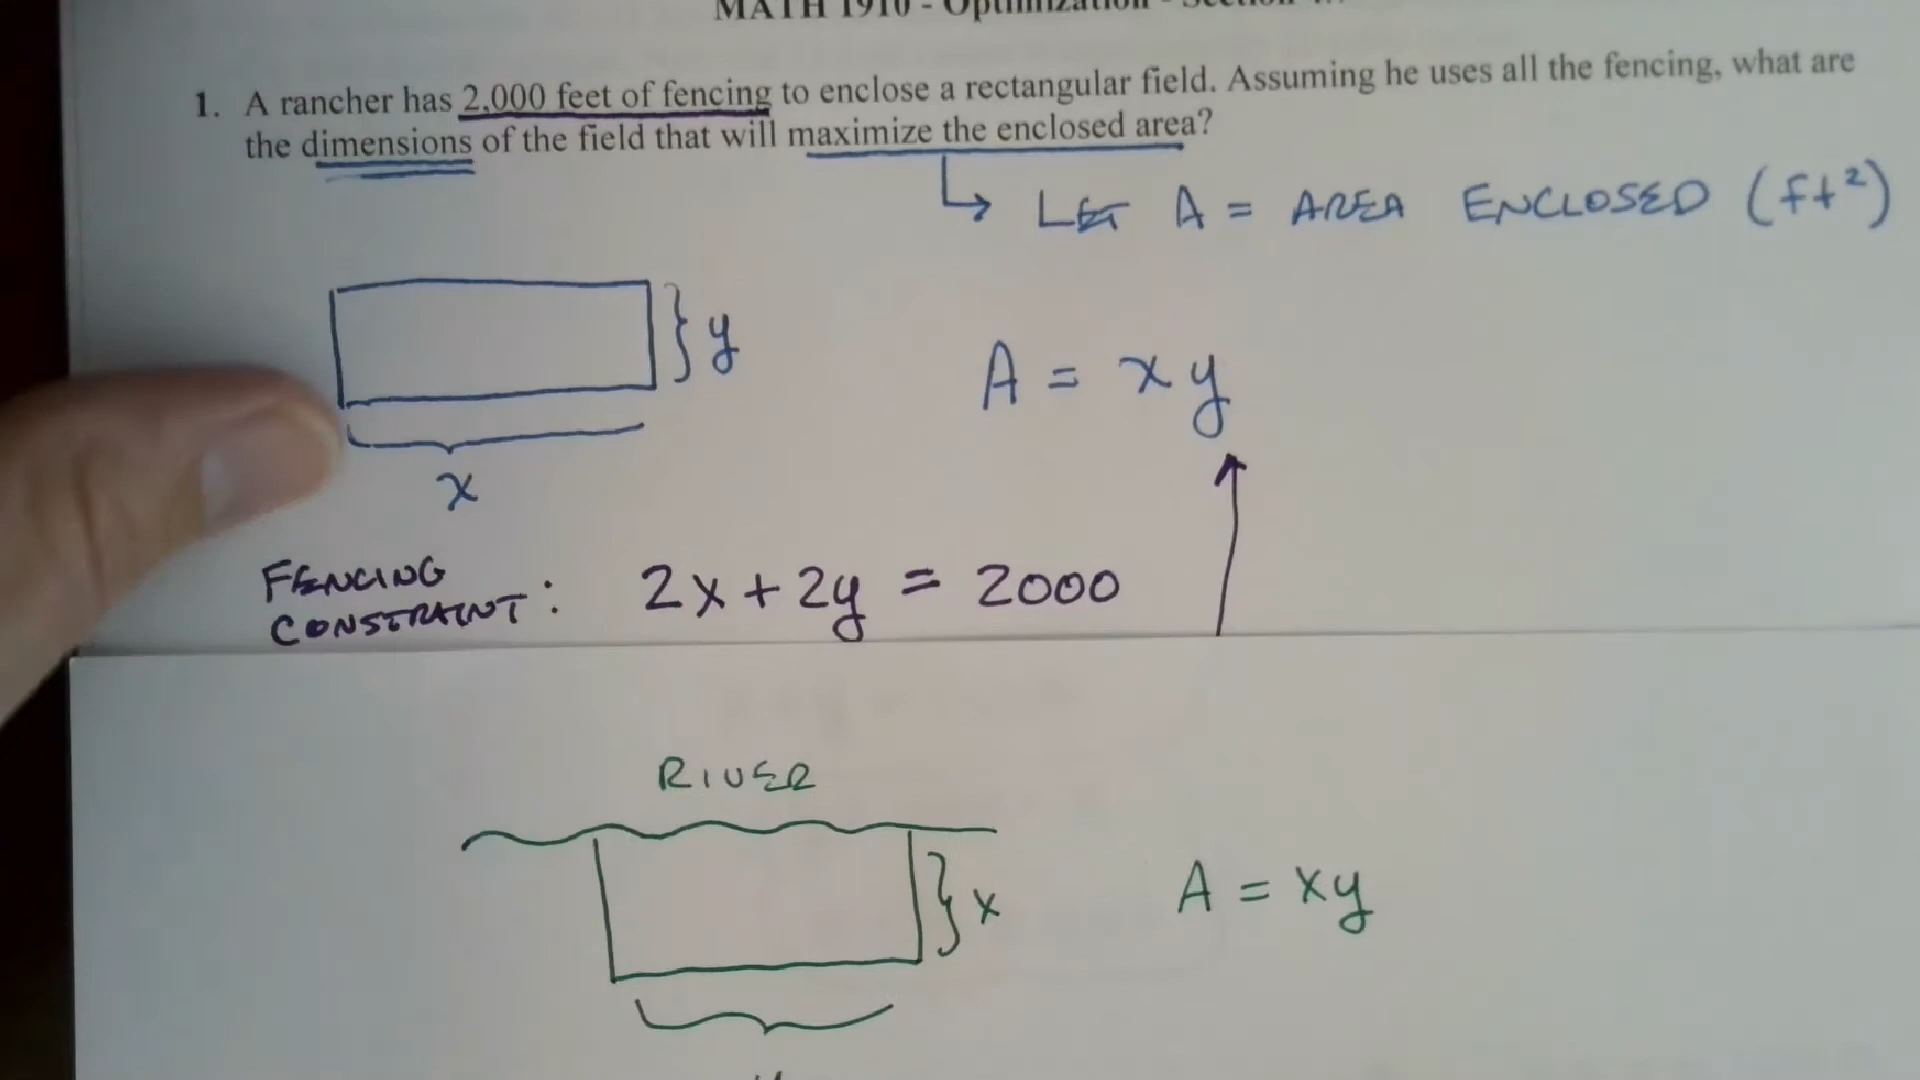 MATH 1910 - Optimization - Section 4.7
1. A rancher has 2,000 feet of fencing to enclose a rectangular field. Assuming he uses all the fencing, what are
the dimensions of the field that will maximize the enclosed area?
LET A = AREA ENCLOSED (ft²)
} y
A = xy
x
FENCING
CONSTRAINT: 2x + 2y = 2000
RIVER
} x
A = xy